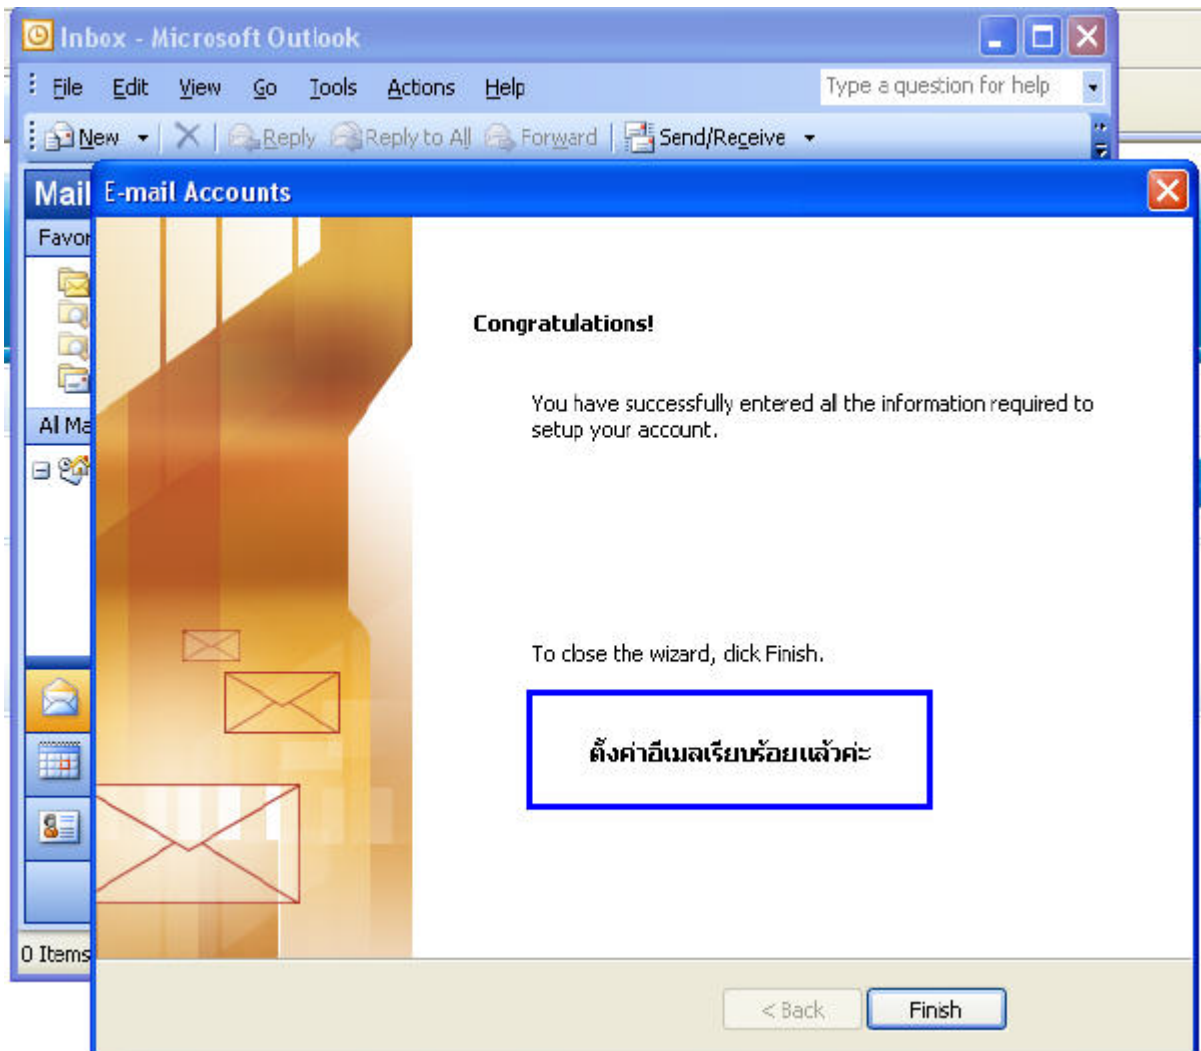 Inbox - Microsoft Outlook
File Edit View Go Tools Actions Help Type a question for help
New Reply Reply to All Forward Send/Receive
Mail
E-mail Accounts
Favor
Congratulations!
You have successfully entered all the information required to
setup your account.
All Ma
To close the wizard, click Finish.
ตั้งค่าอีเมลเรียบร้อยแล้วค่ะ
0 Items
< Back Finish